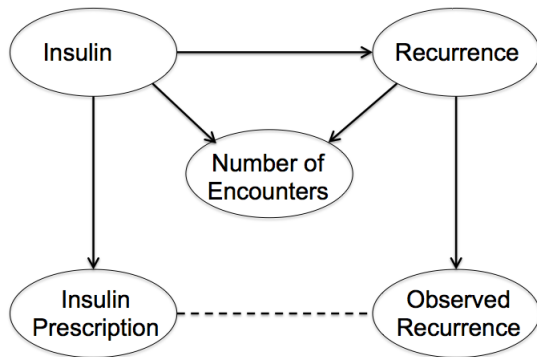 Insulin
Recurrence
Number of
Encounters
Insulin
Prescription
Observed
Recurrence